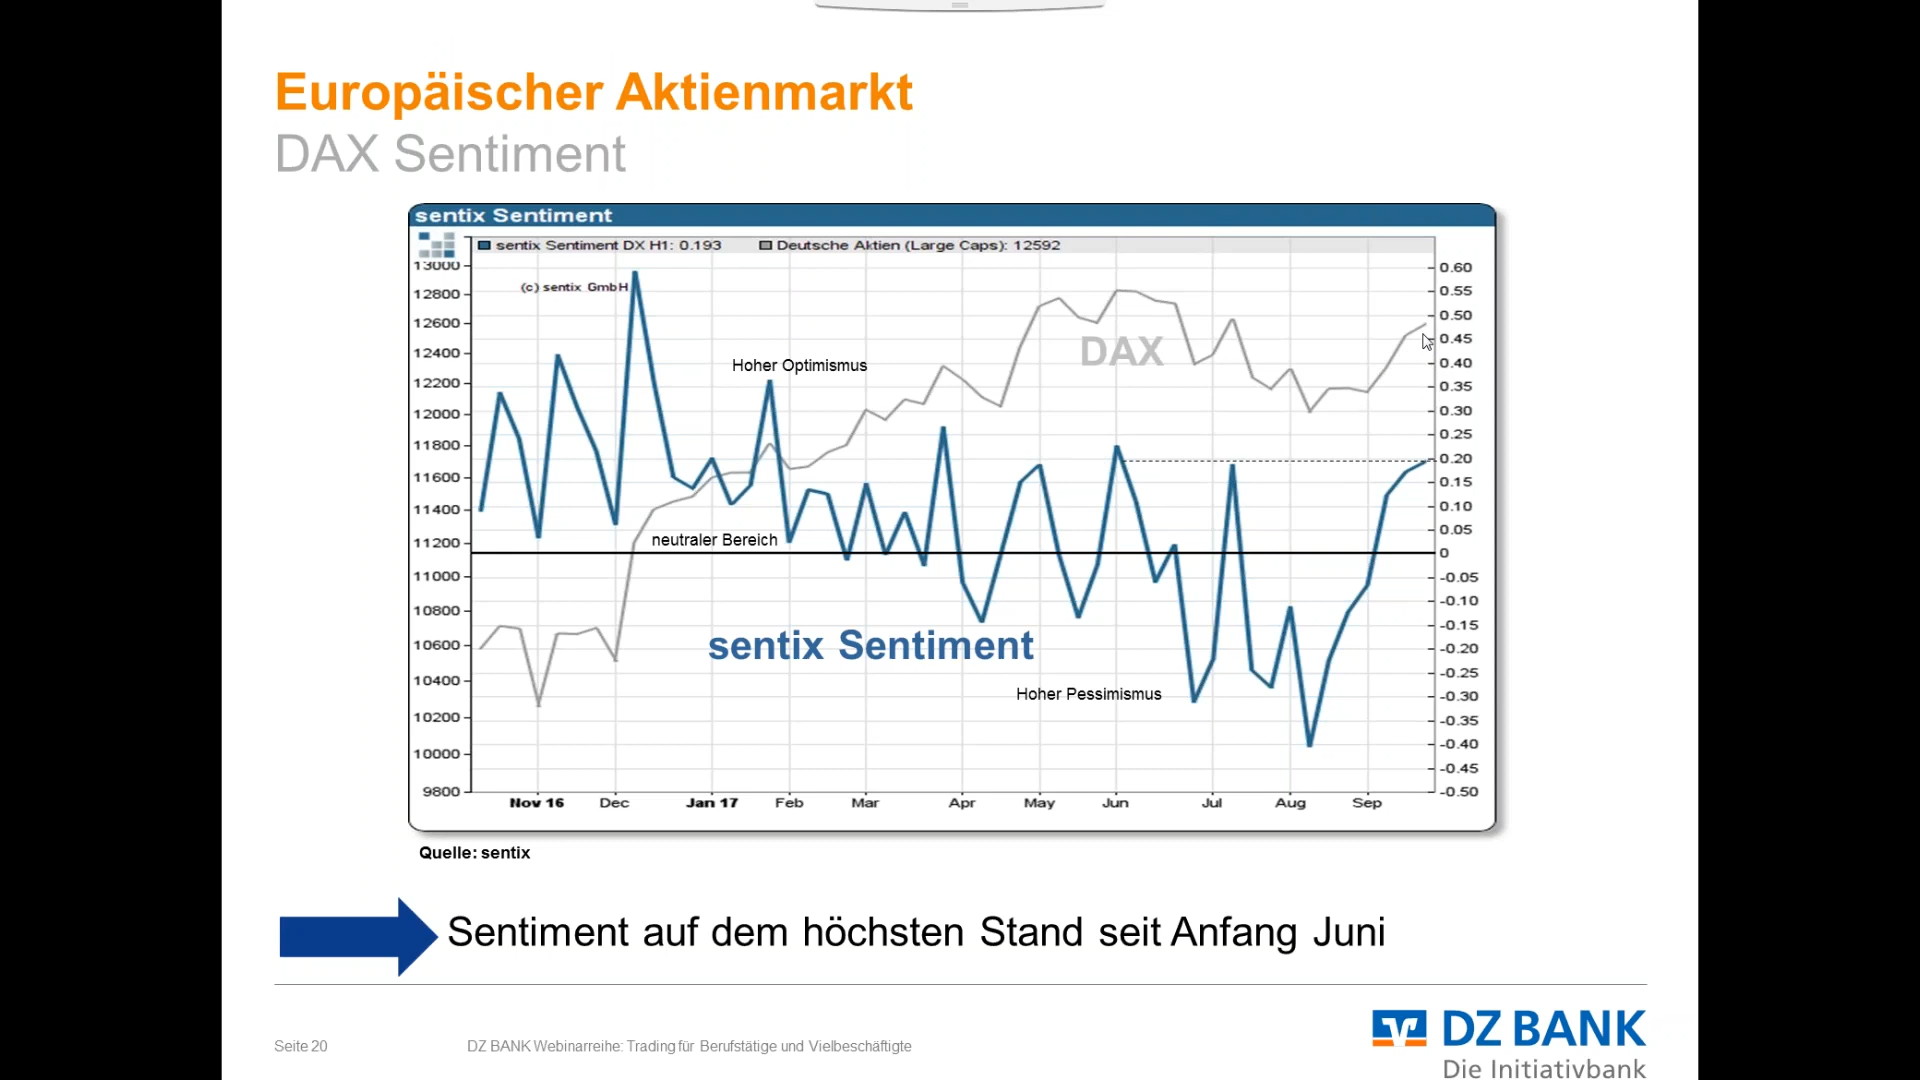 Europäischer Aktienmarkt
DAX Sentiment
sentix Sentiment
sentix Sentiment DX H1: 0.193
Deutsche Aktien (Large Caps): 12592
(c) sentix GmbH
13000
12800
12600
12400
12200
12000
11800
11600
11400
11200
11000
10800
10600
10400
10200
10000
9800
0.60
0.55
0.50
0.45
0.40
0.35
0.30
0.25
0.20
0.15
0.10
0.05
0
-0.05
-0.10
-0.15
-0.20
-0.25
-0.30
-0.35
-0.40
-0.45
-0.50
DAX
Hoher Optimismus
neutraler Bereich
sentix Sentiment
Hoher Pessimismus
Nov 16 Dec Jan 17 Feb Mar Apr May Jun Jul Aug Sep
Quelle: sentix
Sentiment auf dem höchsten Stand seit Anfang Juni
Seite 20
DZ BANK Webinarreihe: Trading für Berufstätige und Vielbeschäftigte
DZ BANK
Die Initiativbank